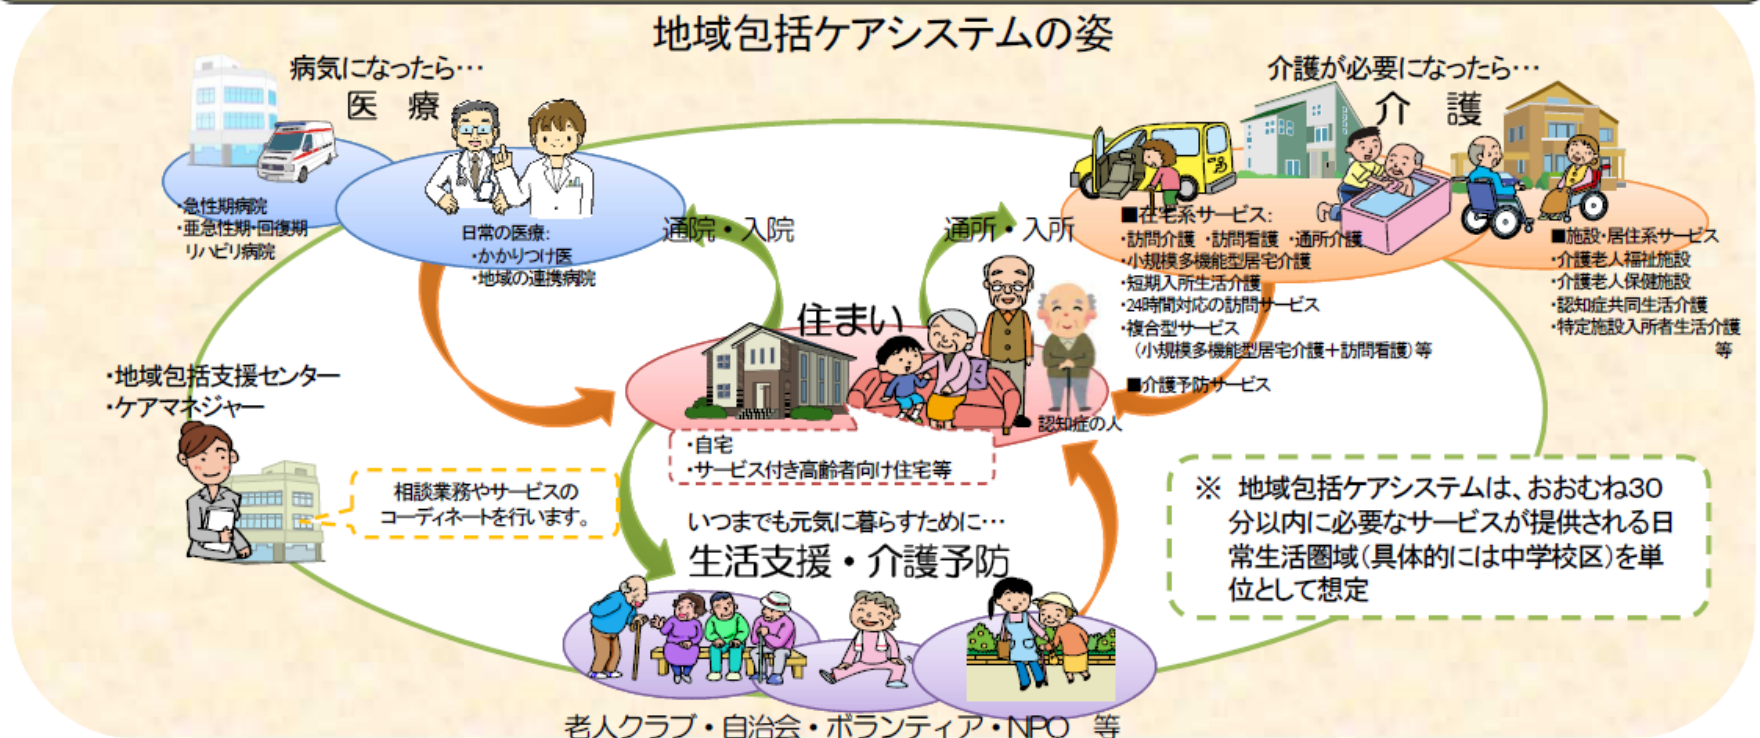 地域包括ケアシステムの姿
病気になったら…
医　療
・急性期病院
・亜急性期・回復期
リハビリ病院
日常の医療:
・かかりつけ医
・地域の連携病院
通院・入院
通所・入所
介護が必要になったら…
介　護
■在宅系サービス:
・訪問介護 ・訪問看護 ・通所介護
・小規模多機能型居宅介護
・短期入所生活介護
・24時間対応の訪問サービス
・複合型サービス
（小規模多機能型居宅介護＋訪問看護）等
■介護予防サービス
■施設・居住系サービス
・介護老人福祉施設
・介護老人保健施設
・認知症共同生活介護
・特定施設入所者生活介護
等
住まい
認知症の人
・自宅
・サービス付き高齢者向け住宅等
・地域包括支援センター
・ケアマネジャー
相談業務やサービスの
コーディネートを行います。
いつまでも元気に暮らすために…
生活支援・介護予防
老人クラブ・自治会・ボランティア・NPO　等
※　地域包括ケアシステムは、おおむね30
分以内に必要なサービスが提供される日
常生活圏域（具体的には中学校区）を単
位として想定